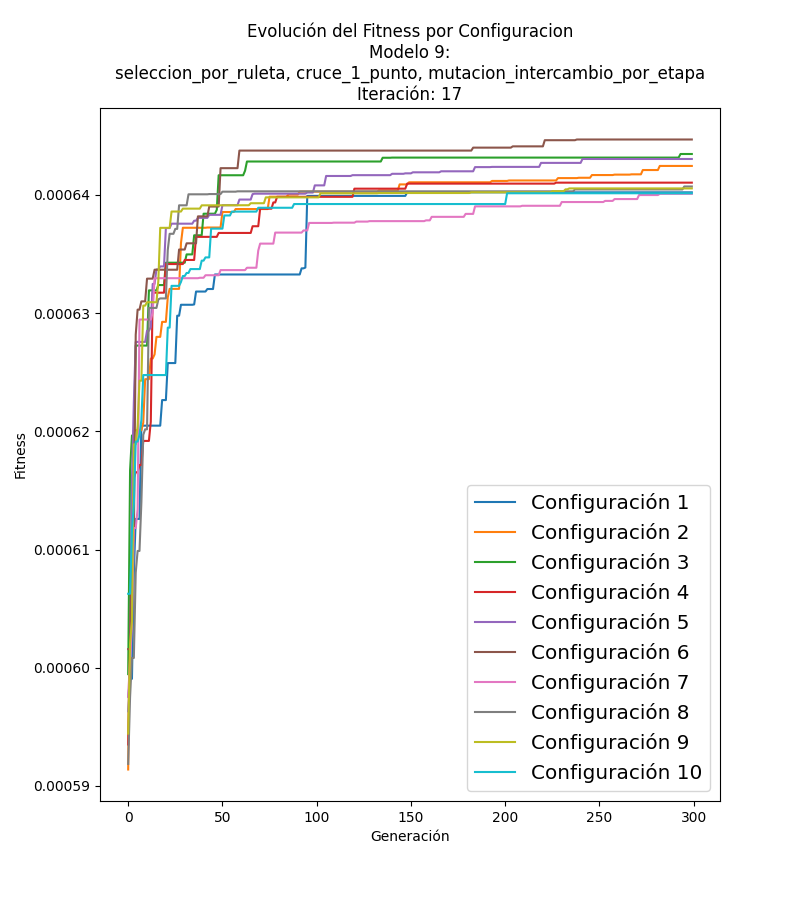 Evolución del Fitness por Configuracion
Modelo 9:
seleccion_por_ruleta, cruce_1_punto, mutacion_intercambio_por_etapa
Iteración: 17
Fitness
0.00064
0.00063
0.00062
0.00061
0.00060
0.00059
Configuración 1
Configuración 2
Configuración 3
Configuración 4
Configuración 5
Configuración 6
Configuración 7
Configuración 8
Configuración 9
Configuración 10
0 50 100 150 200 250 300
Generación